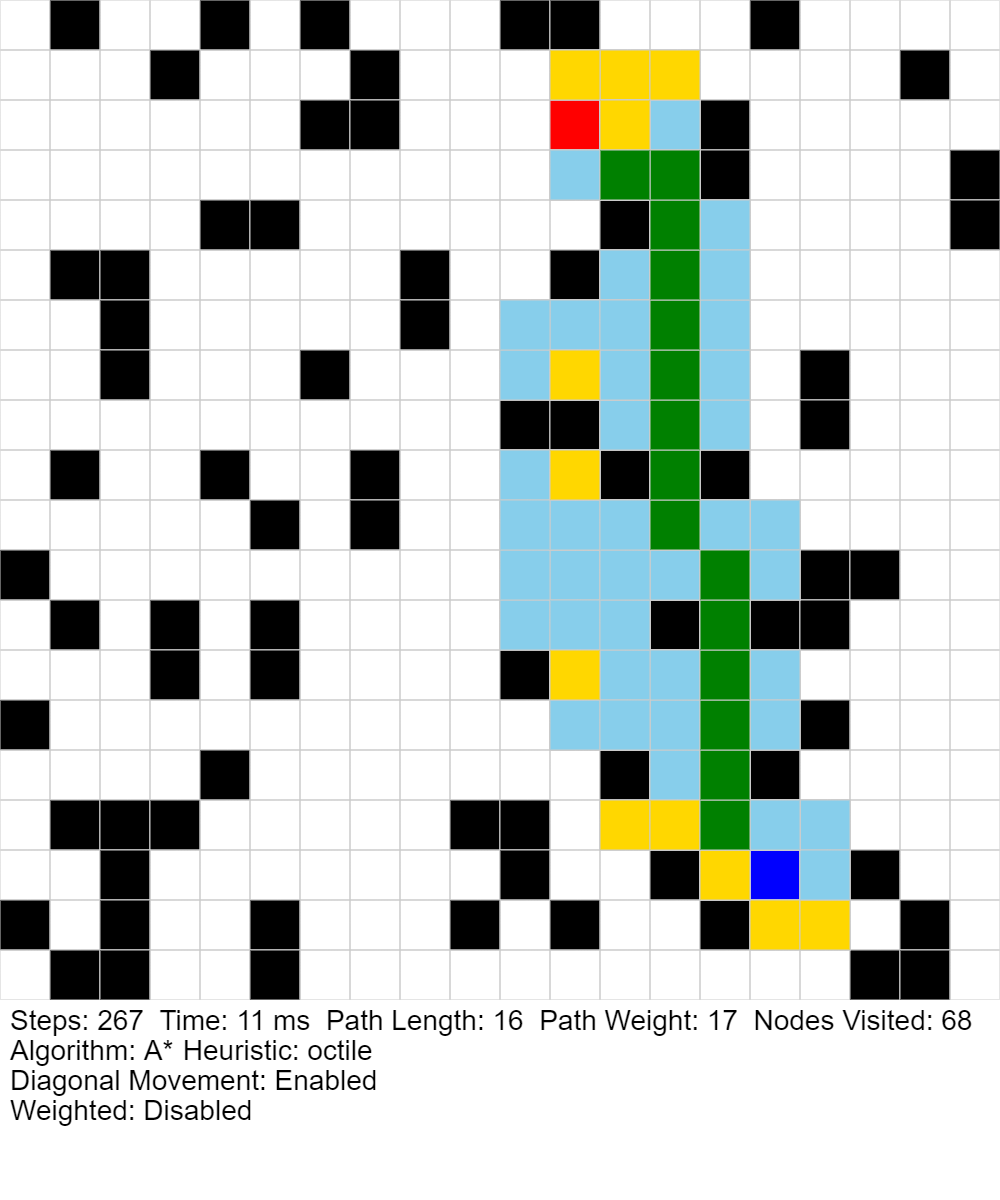 Steps: 267  Time: 11 ms  Path Length: 16  Path Weight: 17  Nodes Visited: 68
Algorithm: A* Heuristic: octile
Diagonal Movement: Enabled
Weighted: Disabled